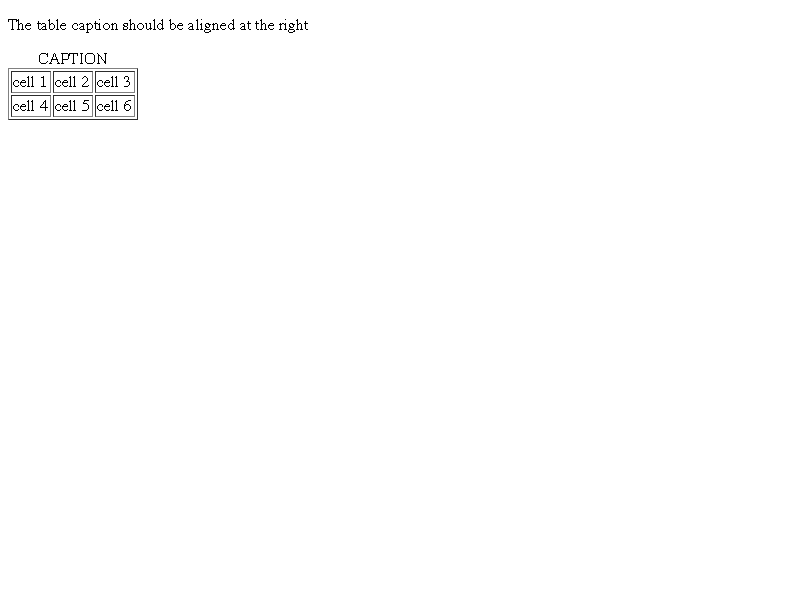 The table caption should be aligned at the right
CAPTION
cell 1 cell 2 cell 3
cell 4 cell 5 cell 6